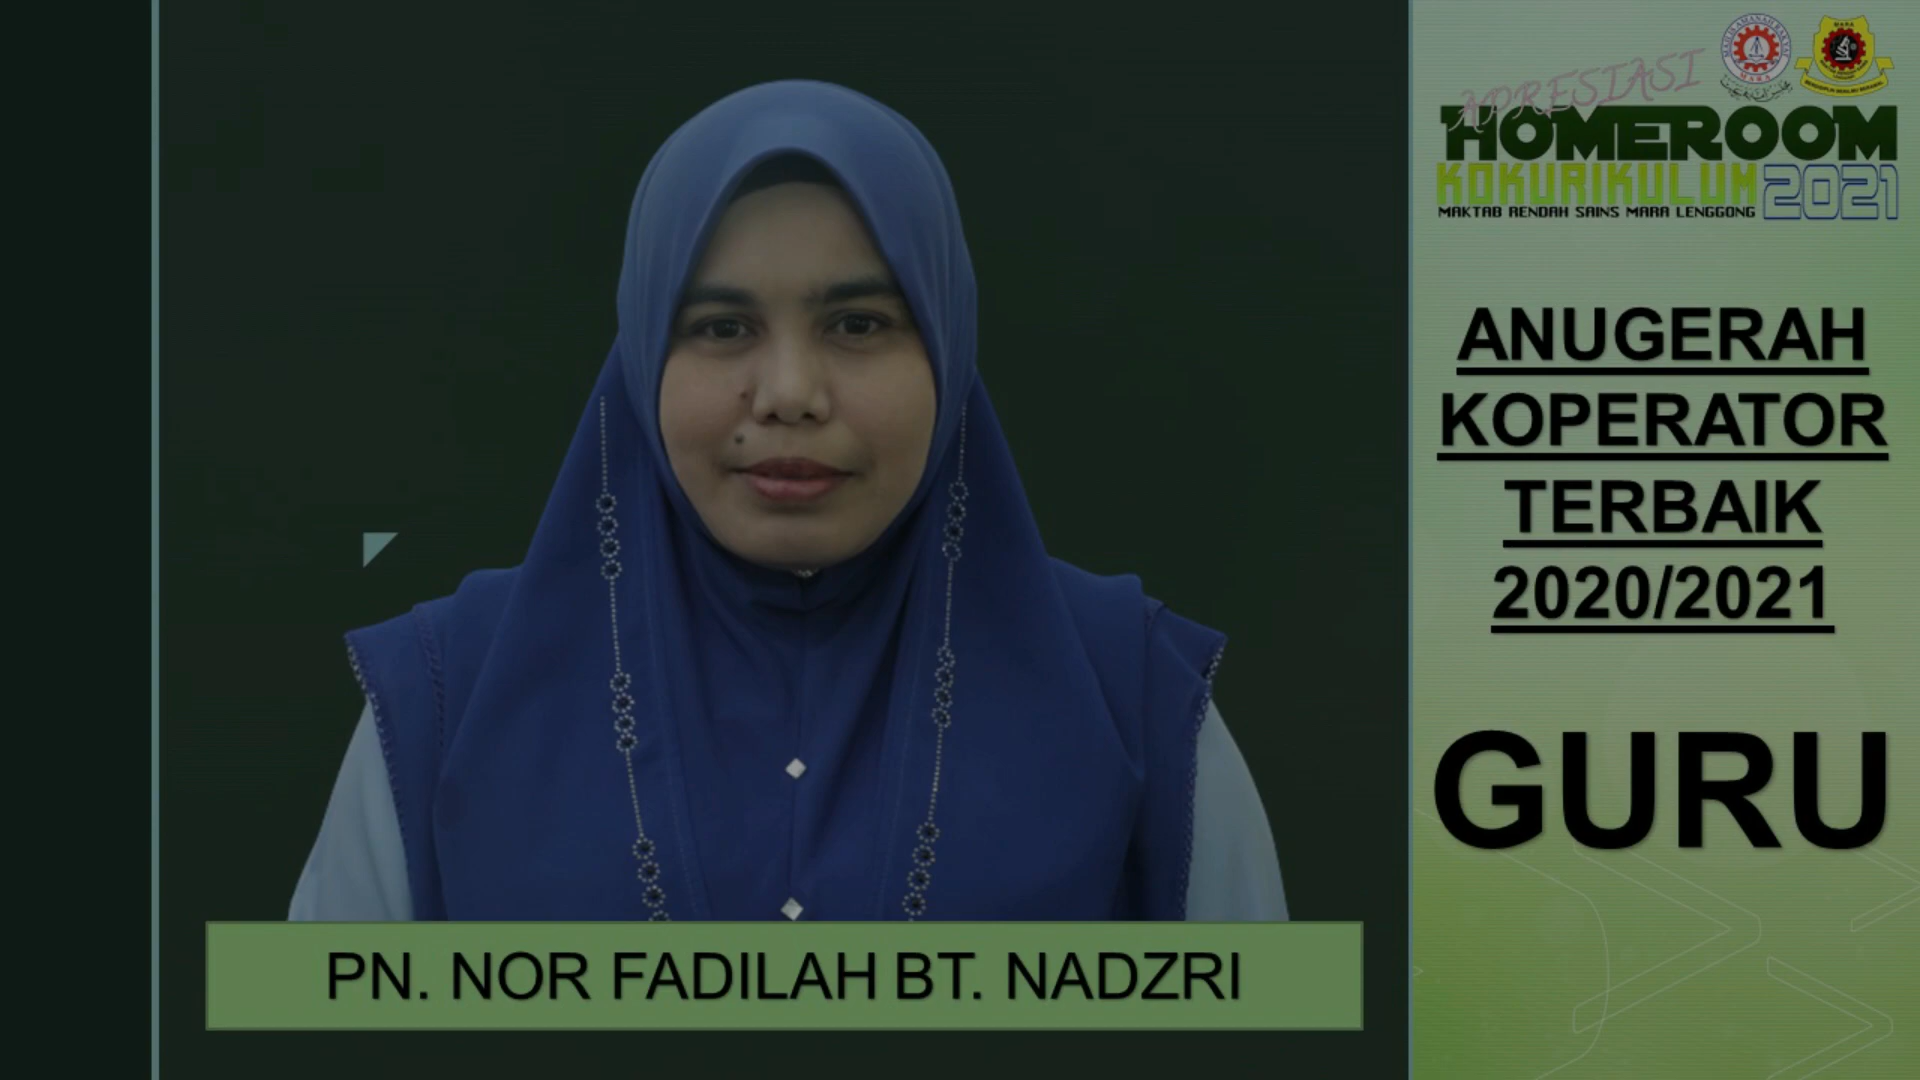 APRESIASI
HOMEROOM
KOKURIKULUM 2021
MAKTAB RENDAH SAINS MARA LENGGONG
ANUGERAH
KOPERATOR
TERBAIK
2020/2021
GURU
PN. NOR FADILAH BT. NADZRI